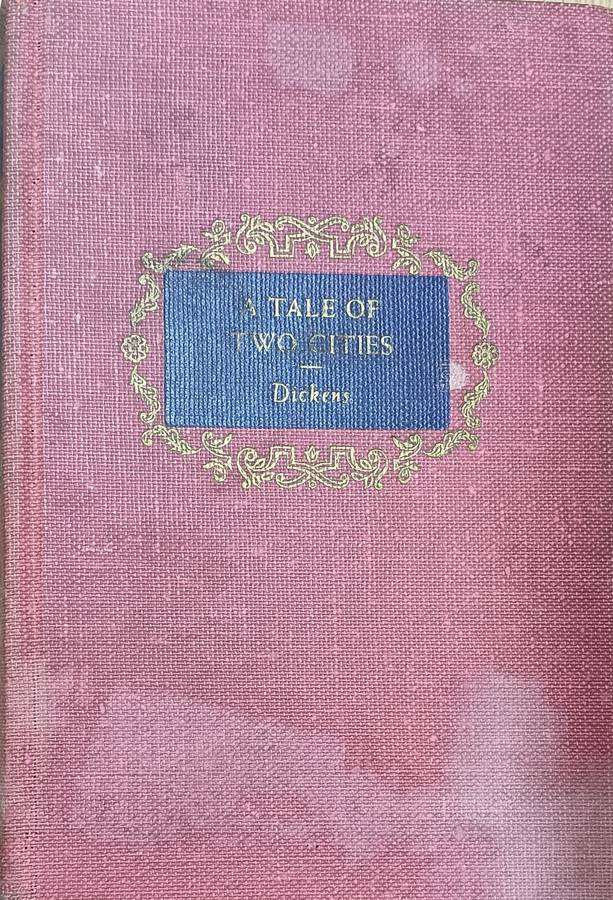 A TALE OF
TWO CITIES
Dickens